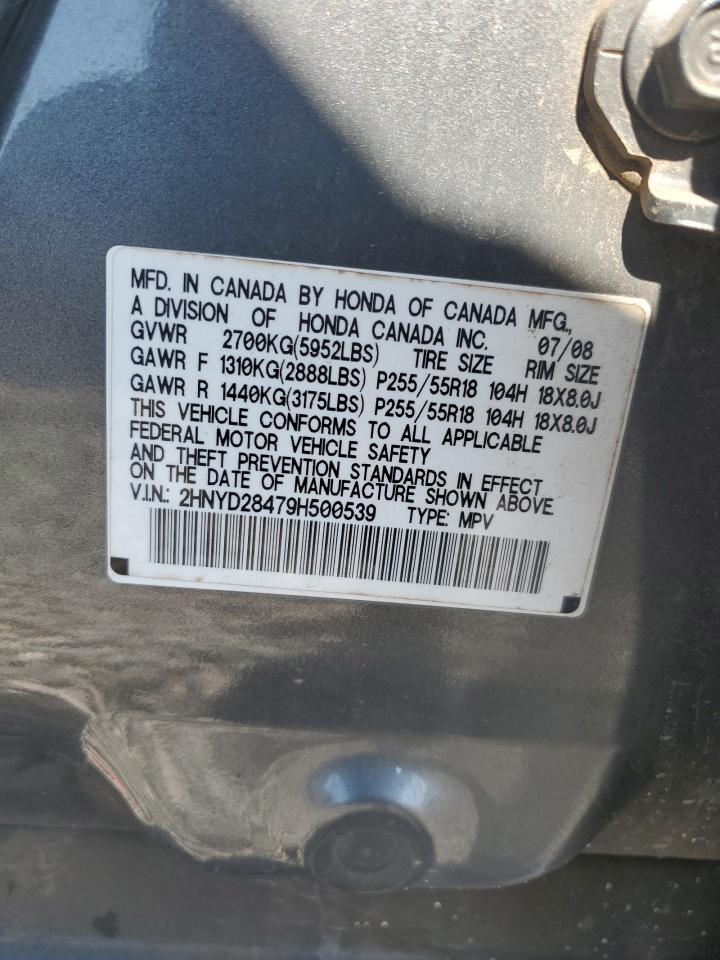 MFD. IN CANADA BY HONDA OF CANADA MFG.,
A DIVISION OF HONDA CANADA INC. 07/08
GVWR 2700KG(5952LBS) TIRE SIZE RIM SIZE
GAWR F 1310KG(2888LBS) P255/55R18 104H 18X8.0J
GAWR R 1440KG(3175LBS) P255/55R18 104H 18X8.0J
THIS VEHICLE CONFORMS TO ALL APPLICABLE
FEDERAL MOTOR VEHICLE SAFETY
AND THEFT PREVENTION STANDARDS IN EFFECT
ON THE DATE OF MANUFACTURE SHOWN ABOVE.
V.I.N.: 2HNYD28479H500539 TYPE: MPV